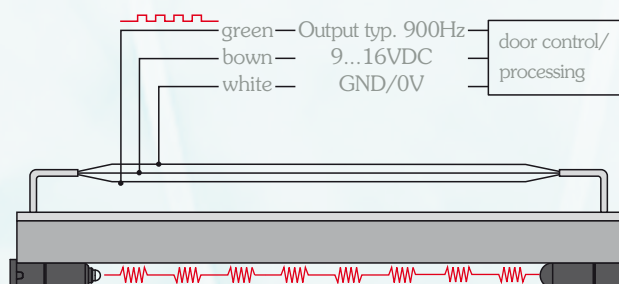 green Output typ. 900Hz
bown 9...16VDC
white GND/0V
door control/
processing